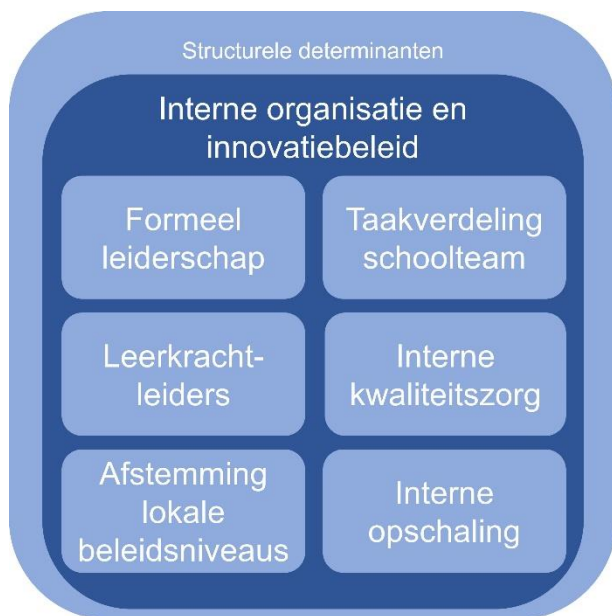 Structurele determinanten
Interne organisatie en
innovatiebeleid
Formeel
leiderschap
Taakverdeling
schoolteam
Leerkracht-
leiders
Interne
kwaliteitszorg
Afstemming
lokale
beleidsniveaus
Interne
opschaling